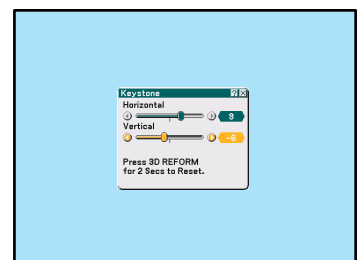 Keystone
Horizontal
9
Vertical
-6
Press 3D REFORM
for 2 Secs to Reset.